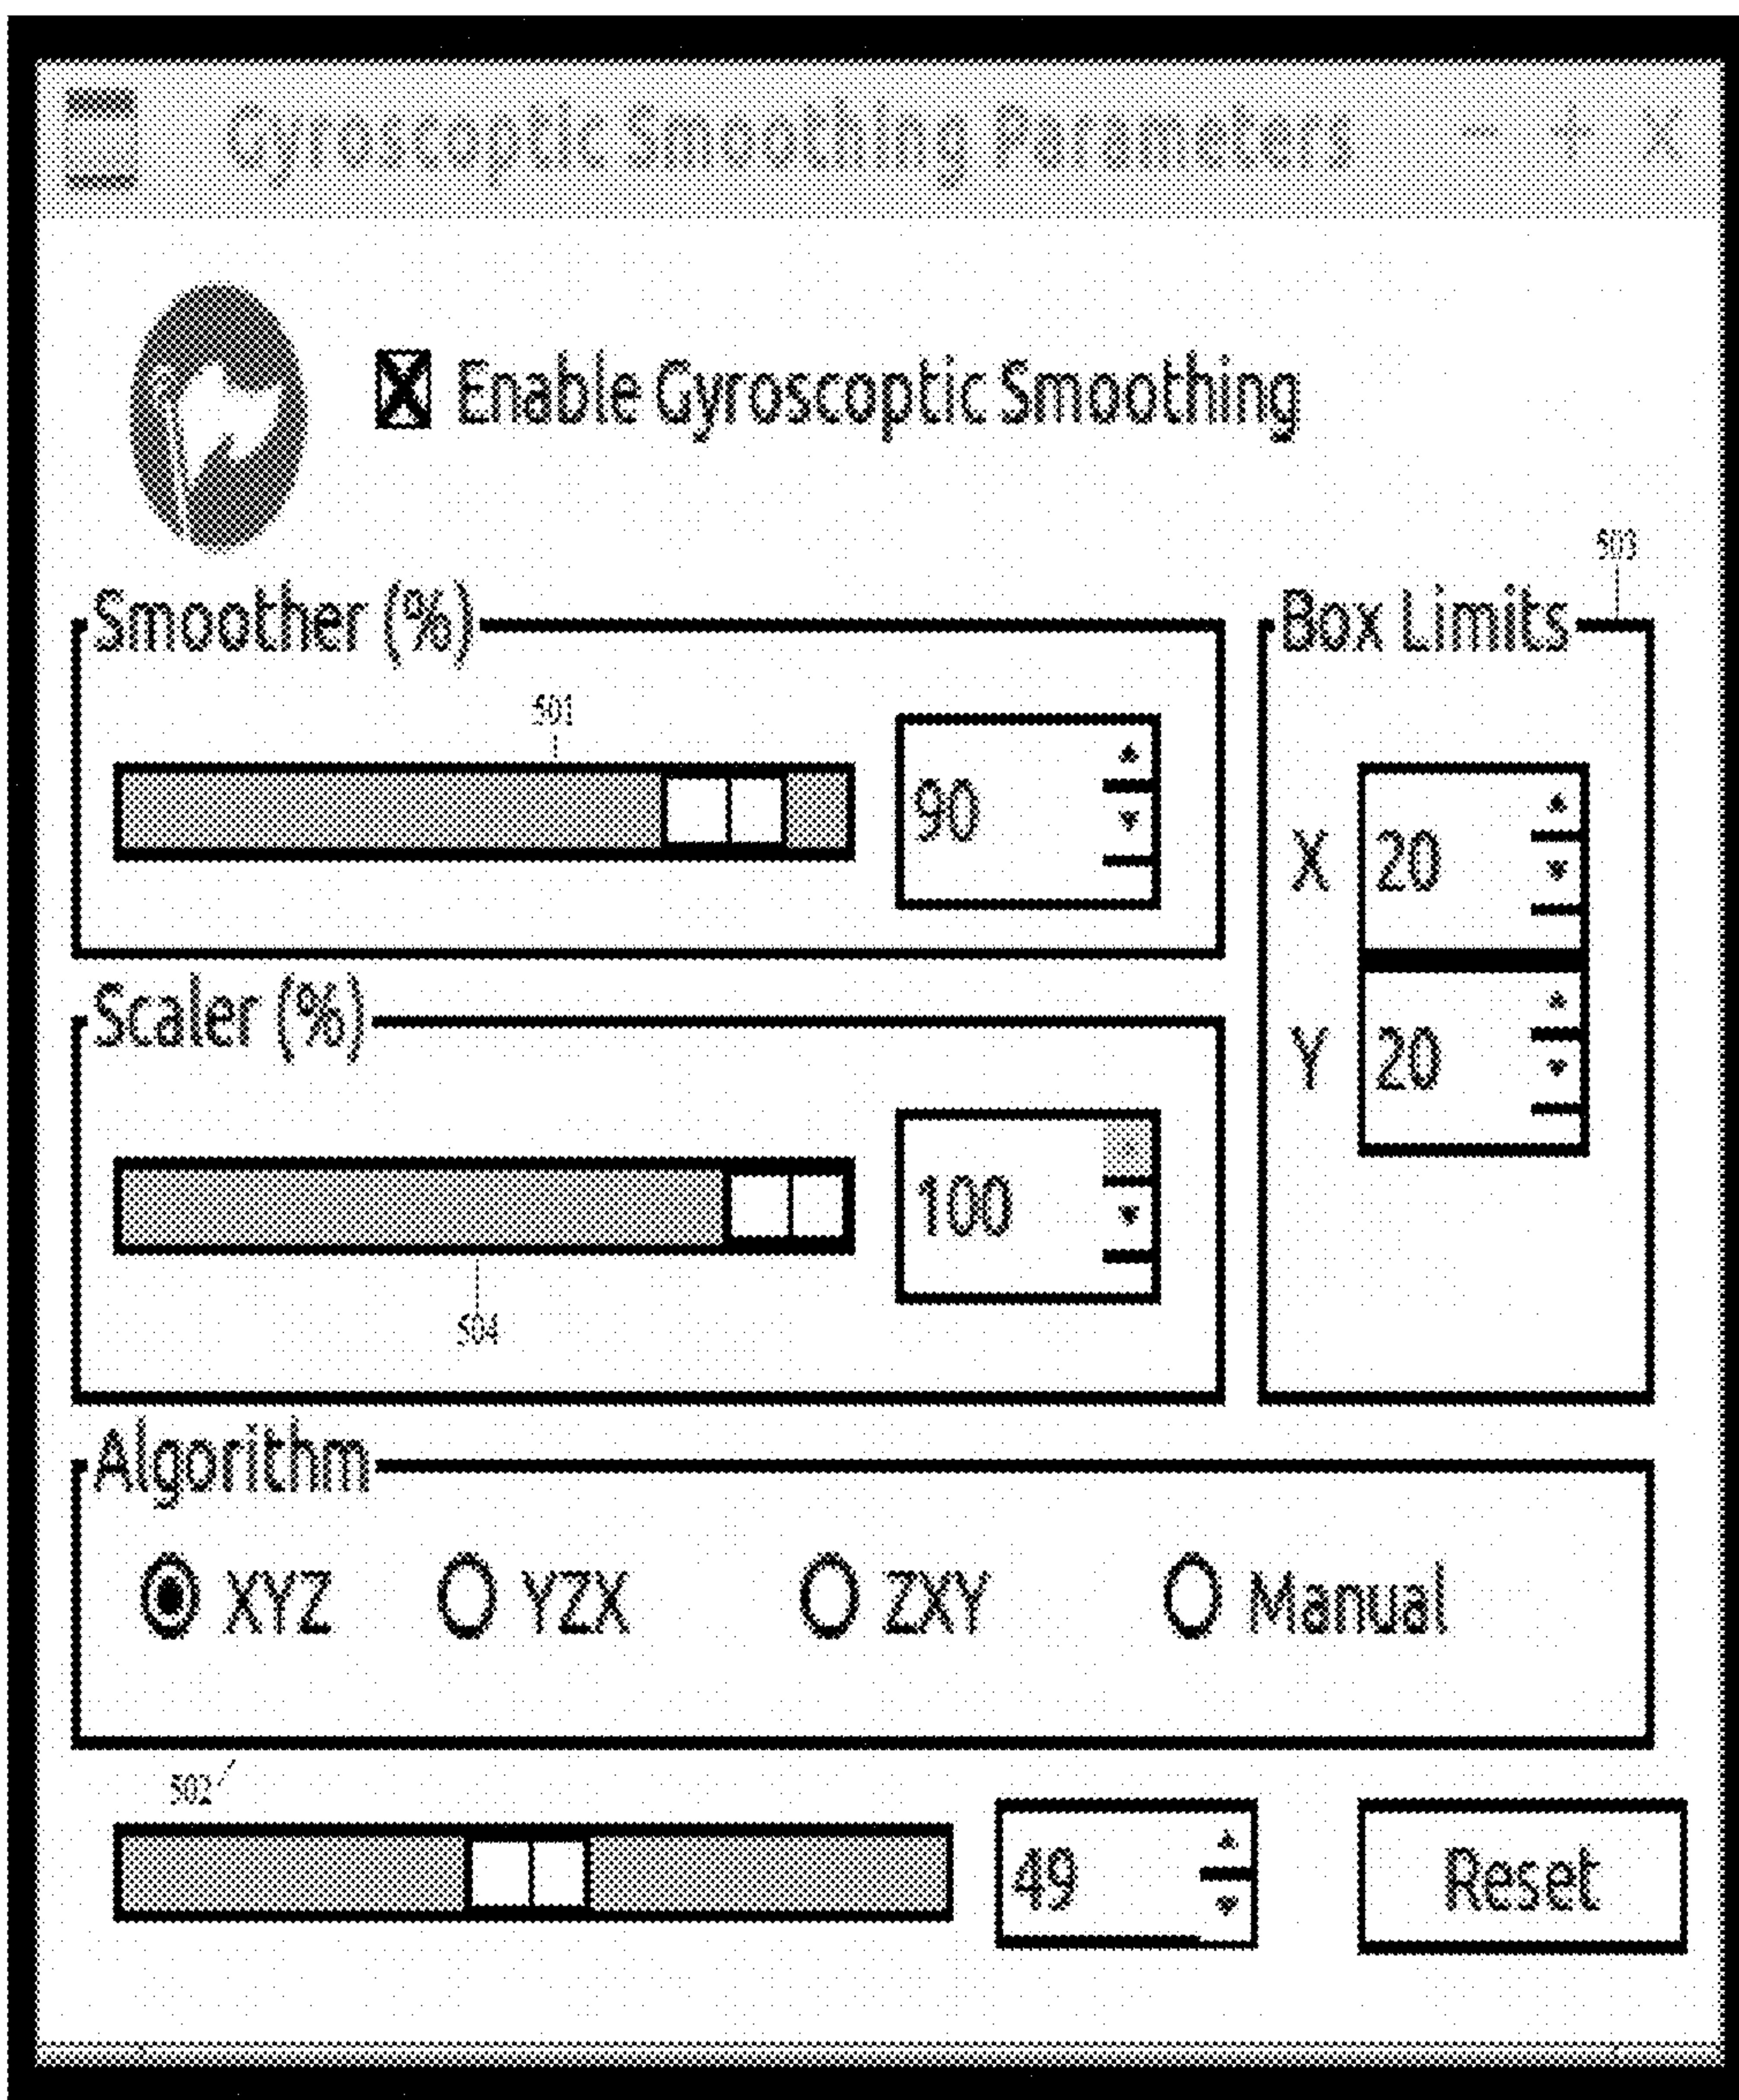 Gyroscoptic Smoothing Parameters − + X
Enable Gyroscoptic Smoothing
503
Smoother (%)
Box Limits
501
90
X 20
Scaler (%)
Y 20
100
504
Algorithm
XYZ YZX ZXY Manual
502
49
Reset